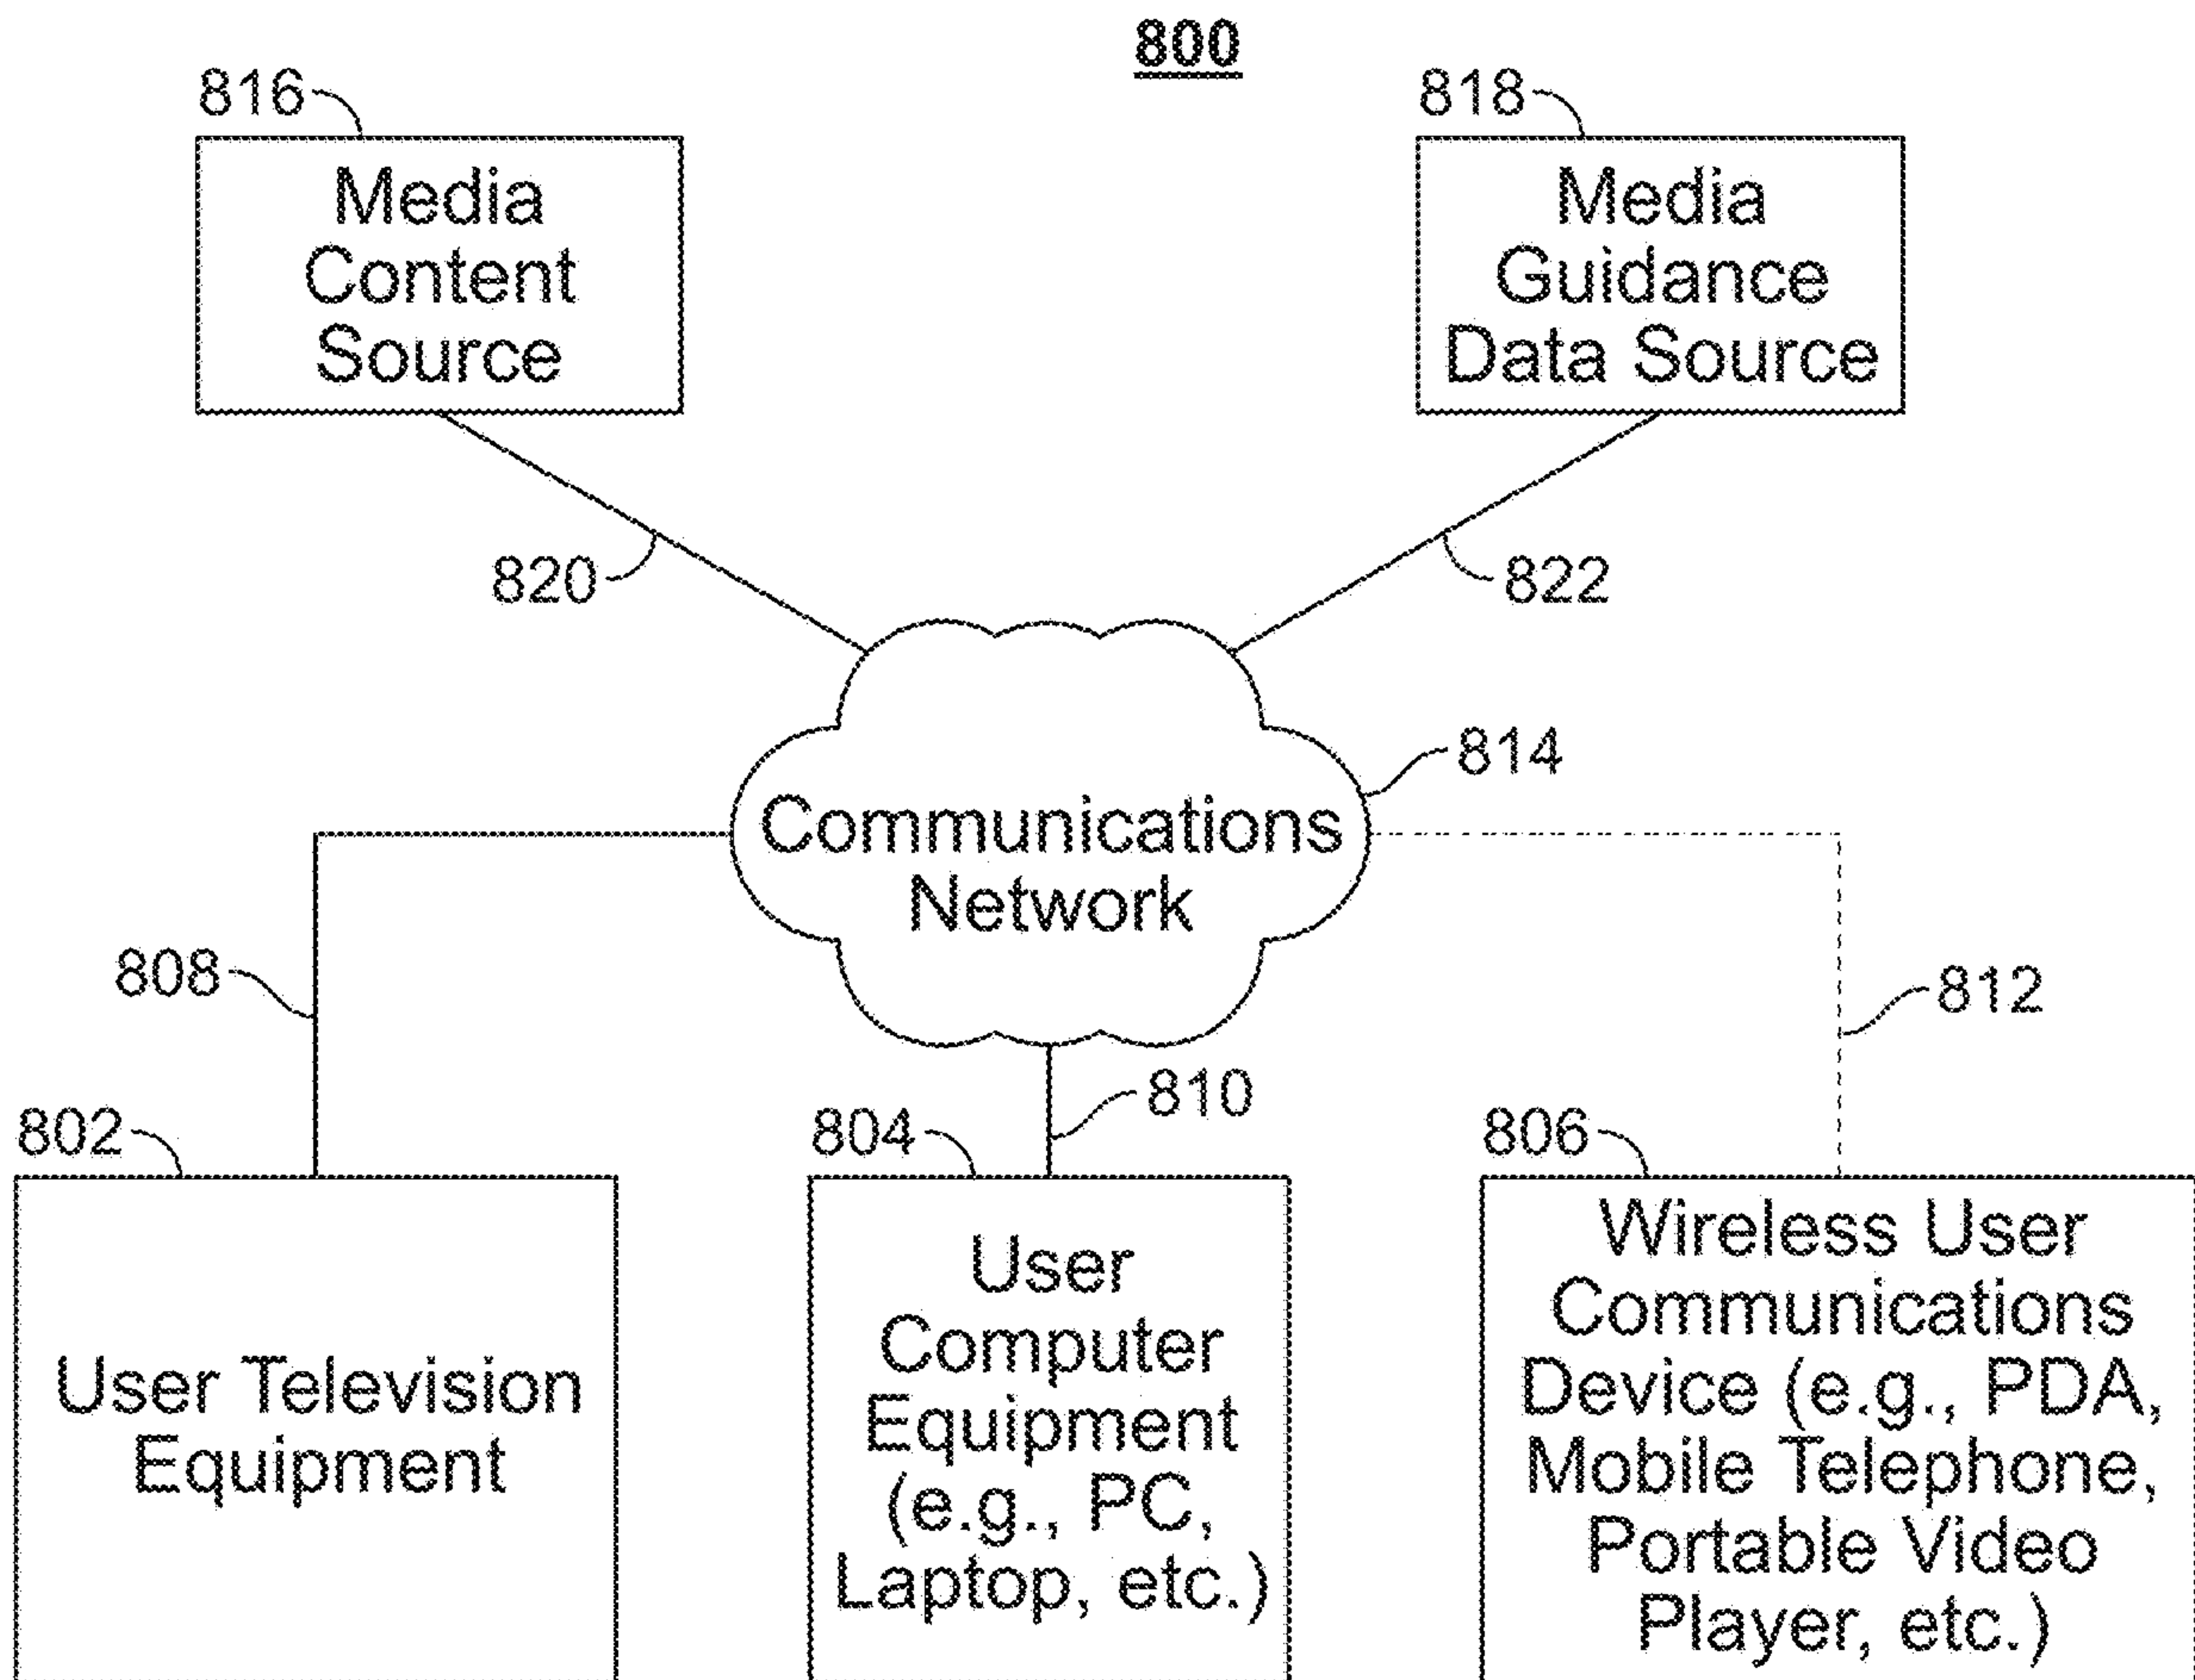 800
816
818
Media
Content
Source
Media
Guidance
Data Source
820
822
814
Communications
Network
808
812
810
802
804
806
User Television
Equipment
User
Computer
Equipment
(e.g., PC,
Laptop, etc.)
Wireless User
Communications
Device (e.g., PDA,
Mobile Telephone,
Portable Video
Player, etc.)